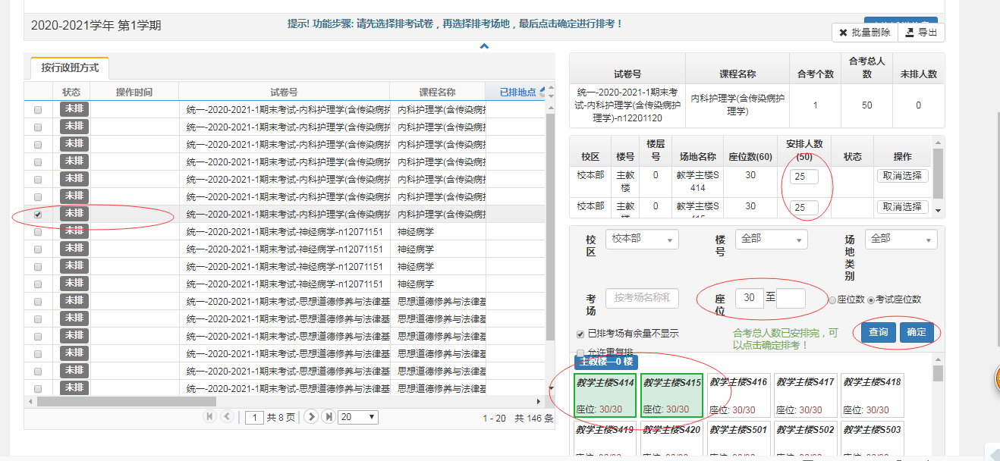 2020-2021学年 第1学期
提示! 功能步骤: 请先选择排考试卷，再选择排考场地，最后点击确定进行排考！
批量删除 导出
按行政班方式
状态 操作时间 试卷号 课程名称 已排地点
未排 统一-2020-2021-1期末考试-内科护理学(含传染病护 内科护理学(含传染病护
未排 统一-2020-2021-1期末考试-内科护理学(含传染病护 内科护理学(含传染病护
未排 统一-2020-2021-1期末考试-内科护理学(含传染病护 内科护理学(含传染病护
未排 统一-2020-2021-1期末考试-内科护理学(含传染病护 内科护理学(含传染病护
未排 统一-2020-2021-1期末考试-内科护理学(含传染病护 内科护理学(含传染病护
未排 统一-2020-2021-1期末考试-内科护理学(含传染病护 内科护理学(含传染病护
未排 统一-2020-2021-1期末考试-内科护理学(含传染病护 内科护理学(含传染病护
未排 统一-2020-2021-1期末考试-神经病学-n12071151 神经病学
未排 统一-2020-2021-1期末考试-神经病学-n12071151 神经病学
未排 统一-2020-2021-1期末考试-神经病学-n12071151 神经病学
未排 统一-2020-2021-1期末考试-神经病学-n12071151 神经病学
未排 统一-2020-2021-1期末考试-思想道德修养与法律基 思想道德修养与法律基
未排 统一-2020-2021-1期末考试-思想道德修养与法律基 思想道德修养与法律基
未排 统一-2020-2021-1期末考试-思想道德修养与法律基 思想道德修养与法律基
未排 统一-2020-2021-1期末考试-思想道德修养与法律基 思想道德修养与法律基
未排 统一-2020-2021-1期末考试-思想道德修养与法律基 思想道德修养与法律基
未排 统一-2020-2021-1期末考试-思想道德修养与法律基 思想道德修养与法律基
1 共 8 页 20 1 - 20 共 146 条
合考总人
试卷号 课程名称 合考个数 数 未排人数
统一-2020-2021-1期末考
试-内科护理学(含传染病护
理学)-n12201120
内科护理学(含传染病护
理学)
1 50 0
楼层 安排人数
校区 楼号 号 场地名称 座位数(60) (50) 状态 操作
校本部 主教 0 教学主楼S 30 25 取消选择
楼 414
校本部 主教 0 教学主楼S 30 25 取消选择
校区 校本部 楼号 全部 场地类别 全部
考场 按考场名称和 座位 30 至 座位数 考试座位数
已排考场有余量不显示
合考总人数已安排完，可
以点击确定排考！
查询 确定
允许重复排
主教楼—0 楼
教学主楼S414 教学主楼S415 教学主楼S416 教学主楼S417 教学主楼S418
座位: 30/30 座位: 30/30 座位: 30/30 座位: 30/30 座位: 30/30
教学主楼S419 教学主楼S420 教学主楼S501 教学主楼S502 教学主楼S503